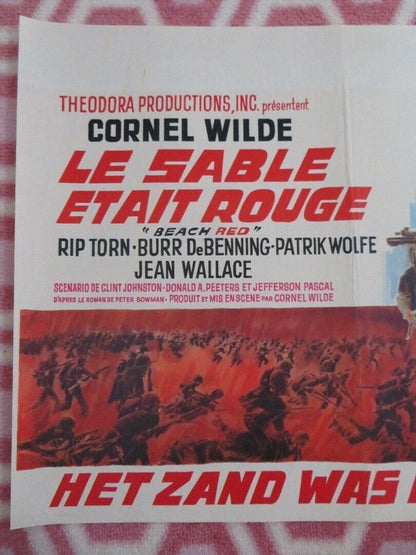 THEODORA PRODUCTIONS, INC. présentent
CORNEL WILDE
LE SABLE
ETAIT ROUGE
"BEACH RED"
RIP TORN·BURR DeBENNING·PATRIK WOLFE
JEAN WALLACE
SCENARIO DE CLINT JOHNSTON · DONALD A. PEETERS ET JEFFERSON PASCAL
D'APRES LE ROMAN DE PETER BOWMAN · PRODUIT ET MIS EN SCENE PAR CORNEL WILDE
HET ZAND WAS